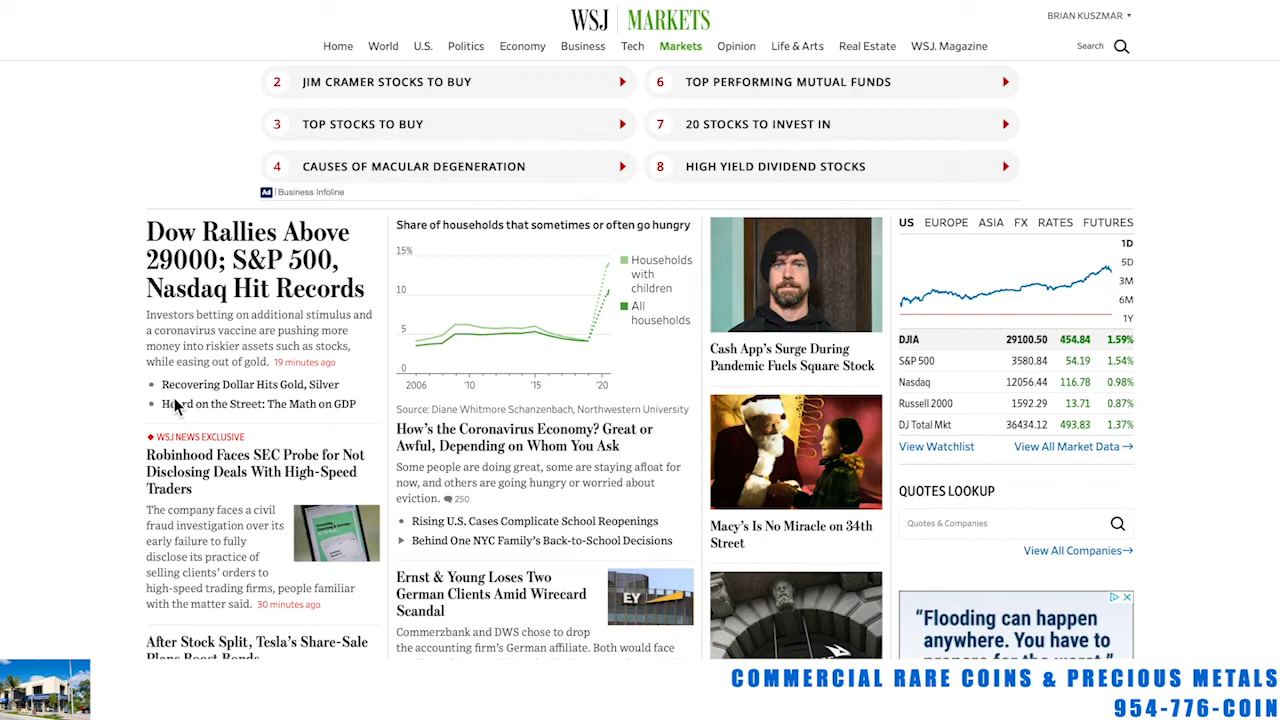 WSJ MARKETS
BRIAN KUSZMAR
Home World U.S. Politics Economy Business Tech Markets Opinion Life & Arts Real Estate WSJ. Magazine
Search
2 JIM CRAMER STOCKS TO BUY
6 TOP PERFORMING MUTUAL FUNDS
3 TOP STOCKS TO BUY
7 20 STOCKS TO INVEST IN
4 CAUSES OF MACULAR DEGENERATION
8 HIGH YIELD DIVIDEND STOCKS
Ad Business Infoline
Dow Rallies Above
29000; S&P 500,
Nasdaq Hit Records
Investors betting on additional stimulus and
a coronavirus vaccine are pushing more
money into riskier assets such as stocks,
while easing out of gold. 19 minutes ago
Recovering Dollar Hits Gold, Silver
Heard on the Street: The Math on GDP
WSJ NEWS EXCLUSIVE
Robinhood Faces SEC Probe for Not
Disclosing Deals With High-Speed
Traders
The company faces a civil
fraud investigation over its
early failure to fully
disclose its practice of
selling clients' orders to
high-speed trading firms, people familiar
with the matter said. 30 minutes ago
After Stock Split, Tesla's Share-Sale
Plans Boost Bonds
Share of households that sometimes or often go hungry
15%
10
5
0
2006 '10 '15 '20
Households
with
children
All
households
Source: Diane Whitmore Schanzenbach, Northwestern University
How's the Coronavirus Economy? Great or
Awful, Depending on Whom You Ask
Some people are doing great, some are staying afloat for
now, and others are going hungry or worried about
eviction. 250
Rising U.S. Cases Complicate School Reopenings
Behind One NYC Family's Back-to-School Decisions
Ernst & Young Loses Two
German Clients Amid Wirecard
Scandal
EY
Commerzbank and DWS chose to drop
the accounting firm's German affiliate. Both would face
Cash App's Surge During
Pandemic Fuels Square Stock
Macy's Is No Miracle on 34th
Street
US EUROPE ASIA FX RATES FUTURES
1D
5D
3M
6M
1Y
DJIA 29100.50 454.84 1.59%
S&P 500 3580.84 54.19 1.54%
Nasdaq 12056.44 116.78 0.98%
Russell 2000 1592.29 13.71 0.87%
DJ Total Mkt 36434.12 493.83 1.37%
View Watchlist View All Market Data →
QUOTES LOOKUP
Quotes & Companies
View All Companies→
"Flooding can happen
anywhere. You have to
prepare for the worst."
COMMERCIAL RARE COINS & PRECIOUS METALS
954-776-COIN